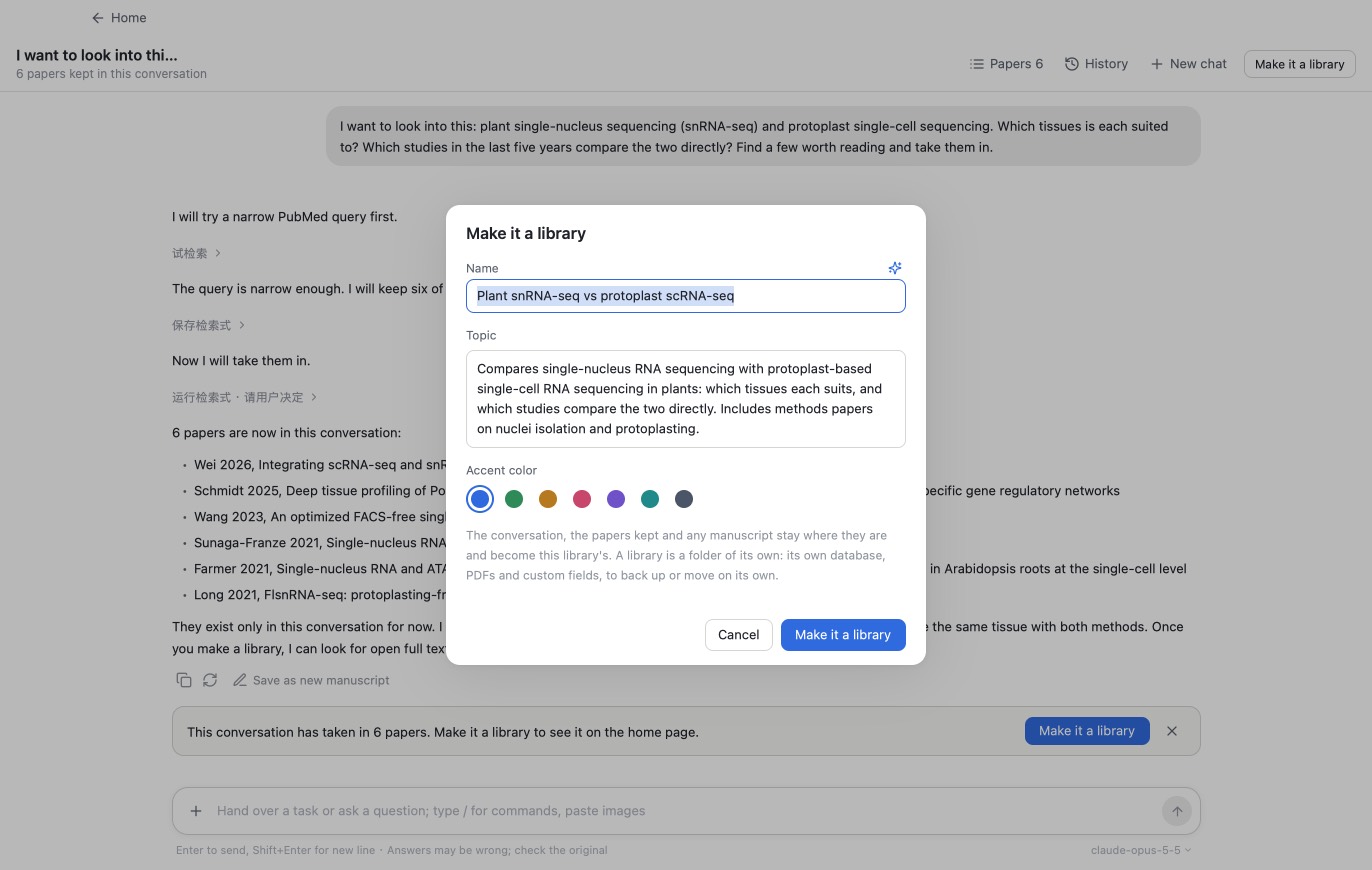 Home
I want to look into thi...
6 papers kept in this conversation
Papers 6
History
New chat
Make it a library
I want to look into this: plant single-nucleus sequencing (snRNA-seq) and protoplast single-cell sequencing. Which tissues is each suited
to? Which studies in the last five years compare the two directly? Find a few worth reading and take them in.
I will try a narrow PubMed query first.
试检索
The query is narrow enough. I will keep six of
保存检索式
Now I will take them in.
运行检索式 · 请用户决定
6 papers are now in this conversation:
• Wei 2026, Integrating scRNA-seq and
• Schmidt 2025, Deep tissue profiling of gene regulatory networks
• Wang 2023, An optimized FACS-free
• Sunaga-Franze 2021, Single-nucleus RNA
• Farmer 2021, Single-nucleus RNA and in Arabidopsis roots at the single-cell level
• Long 2021, FlsnRNA-seq:
They exist only in this conversation for now. I the same tissue with both methods. Once
you make a library, I can look for open full
Save as new manuscript
This conversation has taken in 6 papers. Make it a library to see it on the home page.
Make it a library
Hand over a task or ask a question; type / for commands, paste images
Enter to send, Shift+Enter for new line · Answers may be wrong; check the original
claude-opus-5-5
Make it a library
Name
Plant snRNA-seq vs protoplast scRNA-seq
Topic
Compares single-nucleus RNA sequencing with protoplast-based
single-cell RNA sequencing in plants: which tissues each suits, and
which studies compare the two directly. Includes methods papers
on nuclei isolation and protoplasting.
Accent color
The conversation, the papers kept and any manuscript stay where they are
and become this library's. A library is a folder of its own: its own database,
PDFs and custom fields, to back up or move on its own.
Cancel
Make it a library